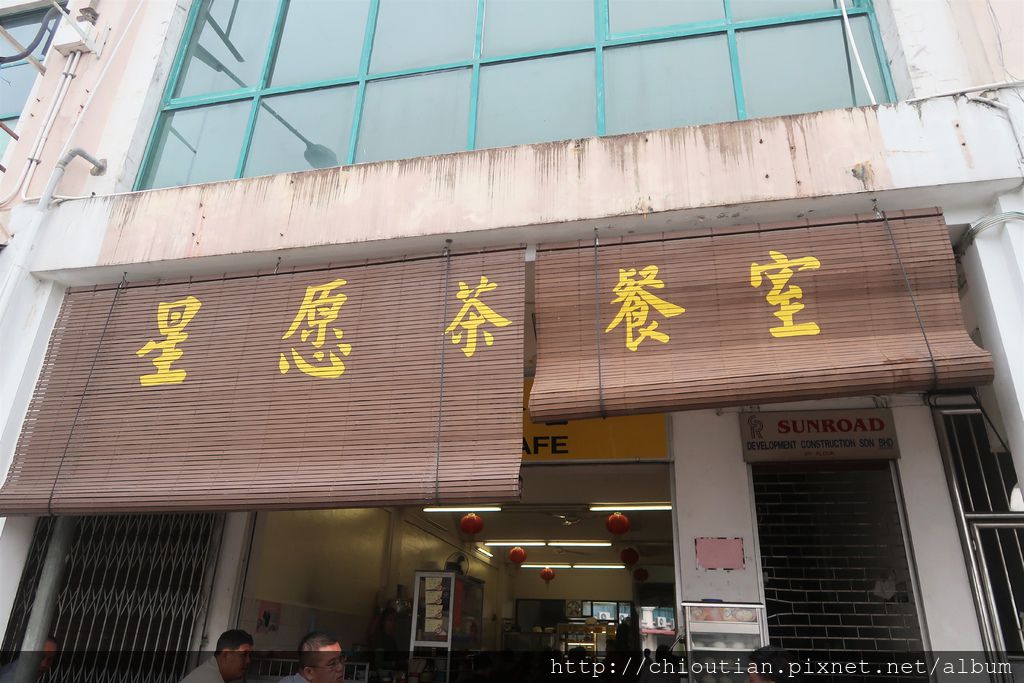 星愿茶餐室
AFE
SUNROAD
DEVELOPMENT CONSTRUCTION SDN BHD
http://chioutian.pixnet.net/album